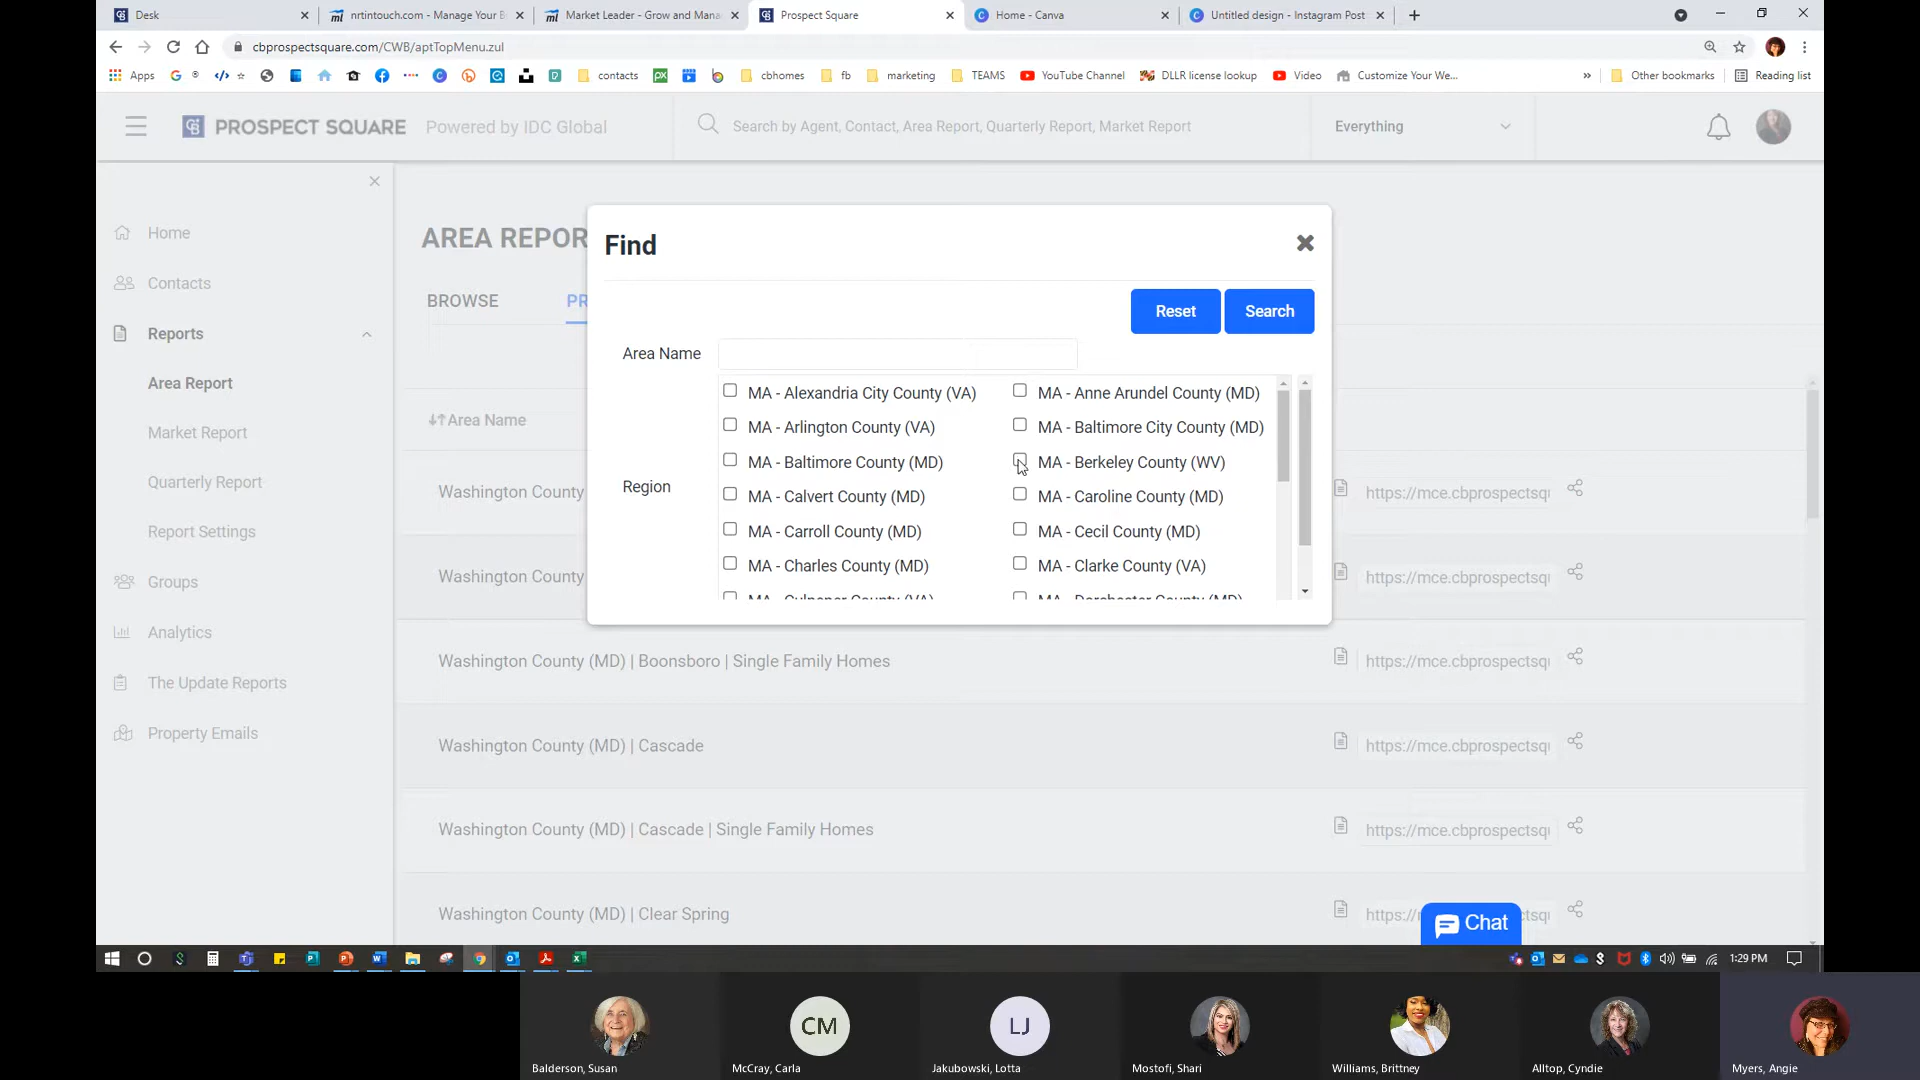 Desk
nrtintouch.com - Manage Your B
Market Leader - Grow and Mana
Prospect Square
Home - Canva
Untitled design - Instagram Post
cbprospectsquare.com/CWB/aptTopMenu.zul
Apps
contacts
cbhomes
fb
marketing
TEAMS
YouTube Channel
DLLR license lookup
Video
Customize Your We...
Other bookmarks
Reading list
PROSPECT SQUARE
Powered by IDC Global
Search by Agent, Contact, Area Report, Quarterly Report, Market Report
Everything
Home
Contacts
Reports
Area Report
Market Report
Quarterly Report
Report Settings
Groups
Analytics
The Update Reports
Property Emails
AREA REPOR
BROWSE
PR
Area Name
Washington County
Washington County
Washington County (MD) | Boonsboro | Single Family Homes
Washington County (MD) | Cascade
Washington County (MD) | Cascade | Single Family Homes
Washington County (MD) | Clear Spring
Find
Reset
Search
Area Name
Region
MA - Alexandria City County (VA)
MA - Anne Arundel County (MD)
MA - Arlington County (VA)
MA - Baltimore City County (MD)
MA - Baltimore County (MD)
MA - Berkeley County (WV)
MA - Calvert County (MD)
MA - Caroline County (MD)
MA - Carroll County (MD)
MA - Cecil County (MD)
MA - Charles County (MD)
MA - Clarke County (VA)
MA - Culpeper County (VA)
MA - Dorchester County (MD)
https://mce.cbprospectsq
https://mce.cbprospectsq
https://mce.cbprospectsq
https://mce.cbprospectsq
https://mce.cbprospectsq
https://
Chat
1:29 PM
CM
LJ
Balderson, Susan
McCray, Carla
Jakubowski, Lotta
Mostofi, Shari
Williams, Brittney
Alltop, Cyndie
Myers, Angie